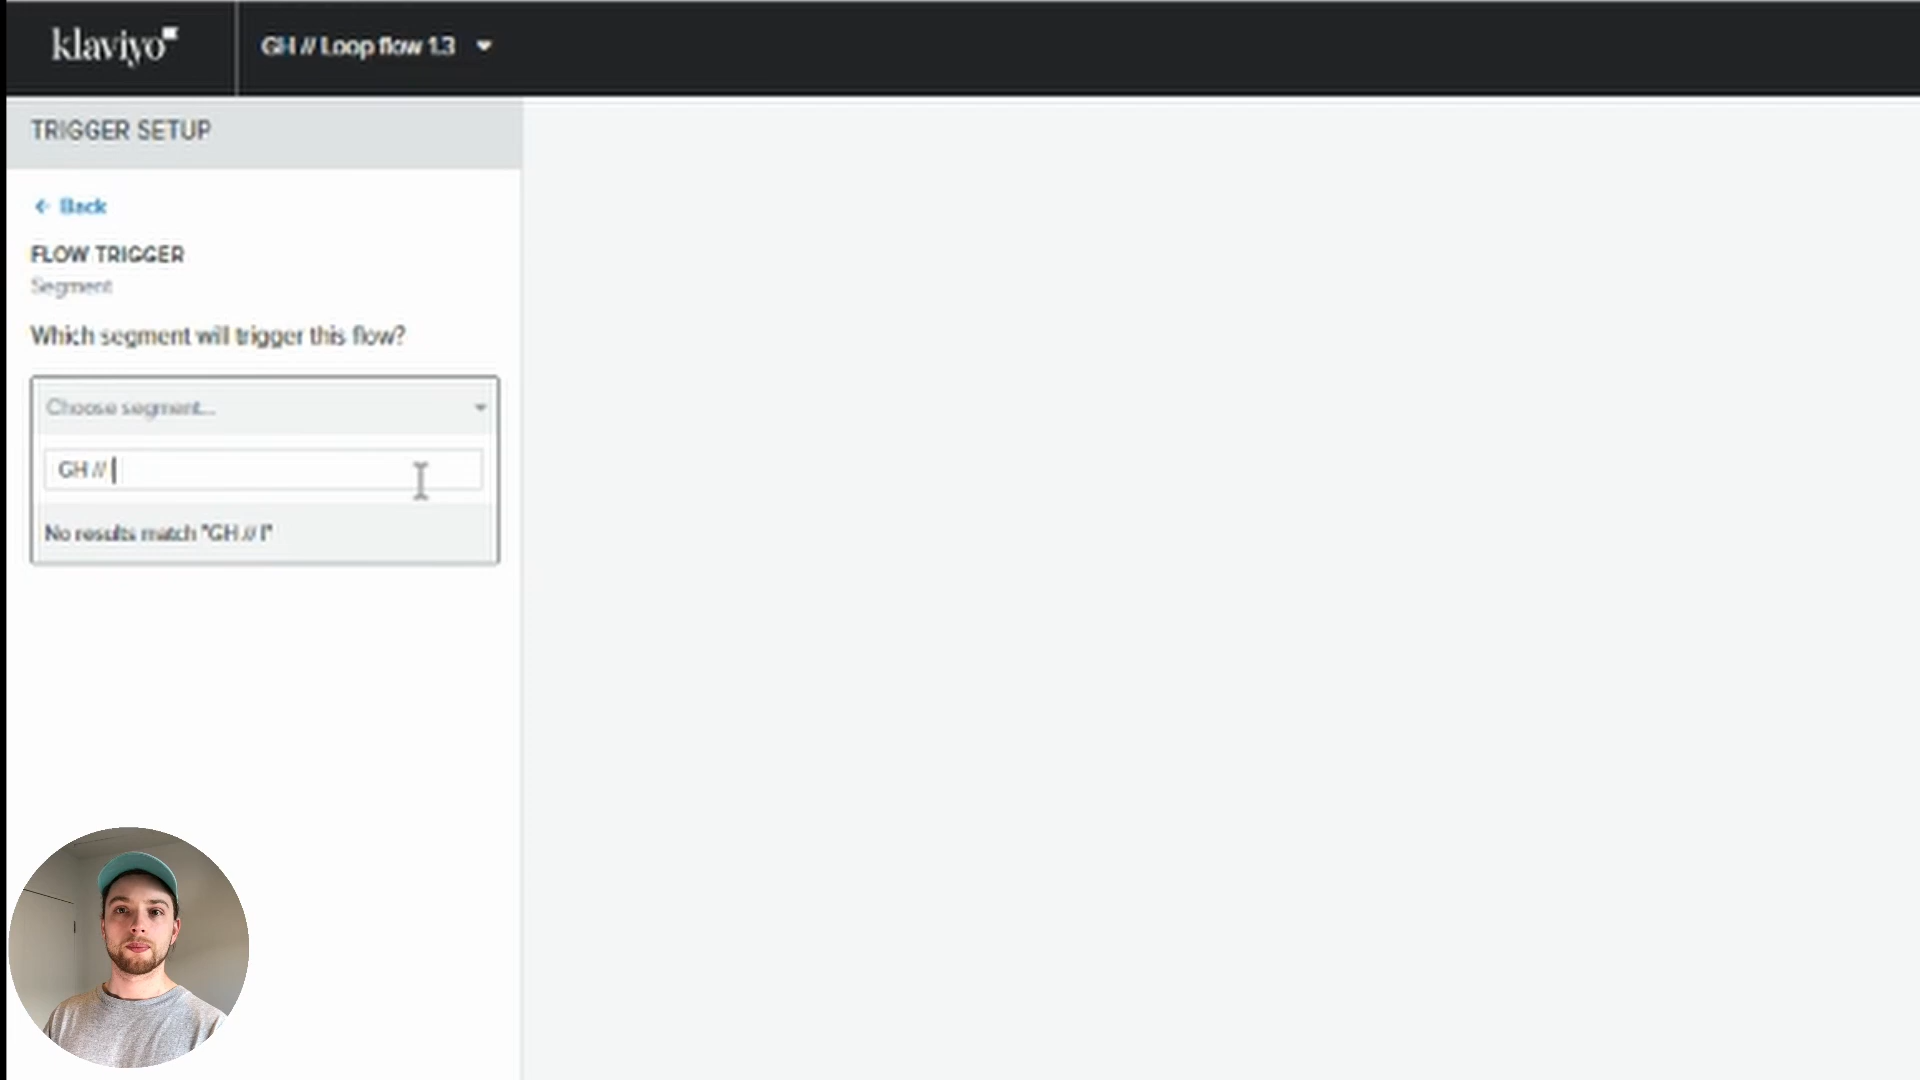 klaviyo
GH // Loop flow 1.3
TRIGGER SETUP
← Back
FLOW TRIGGER
Segment
Which segment will trigger this flow?
Choose segment...
GH //
No results match "GH // l"